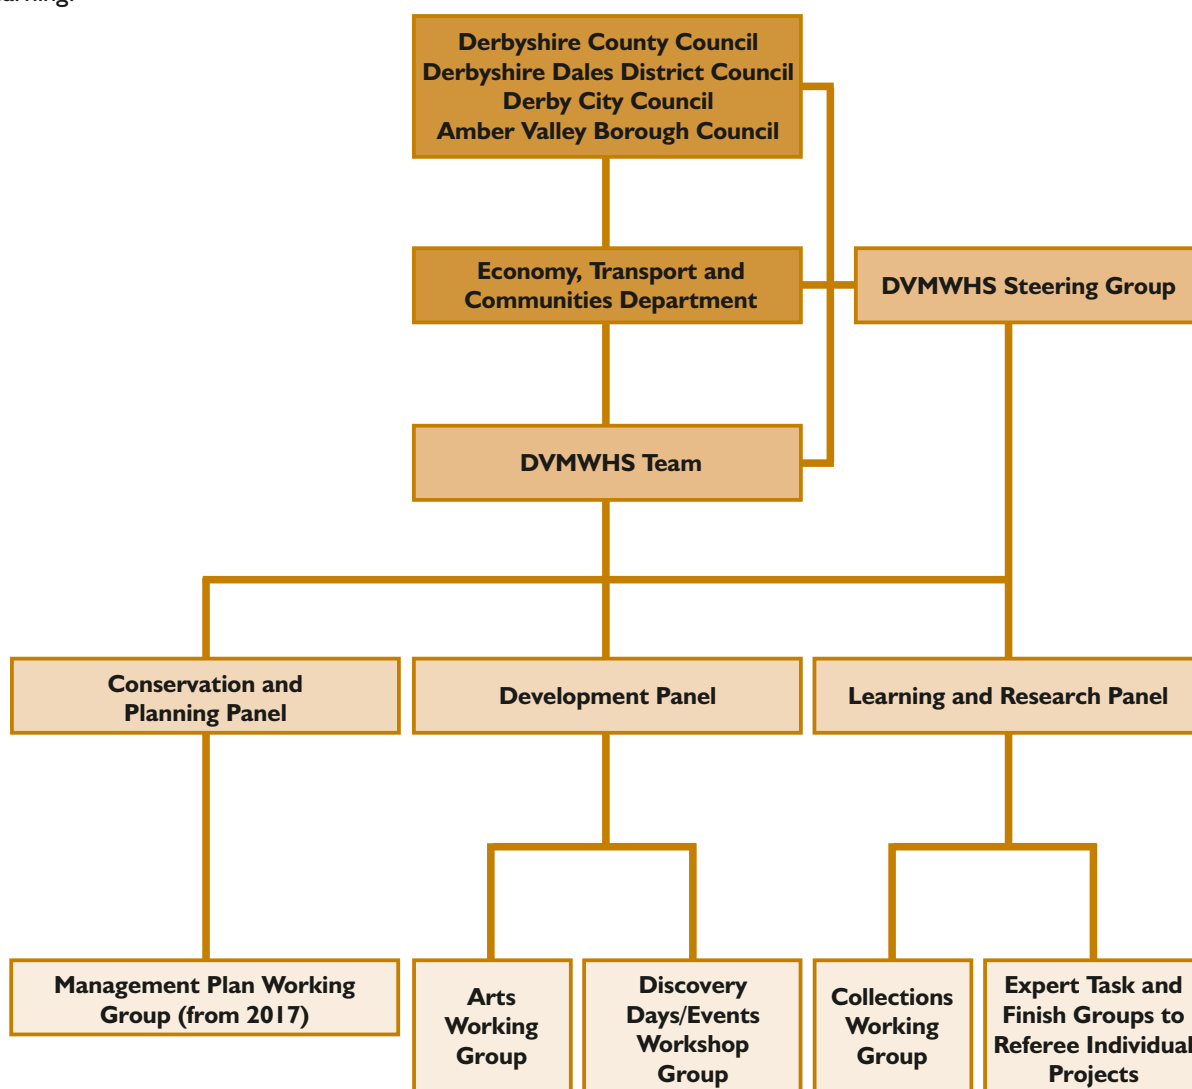 Derbyshire County Council
Derbyshire Dales District Council
Derby City Council
Amber Valley Borough Council
Economy, Transport and
Communities Department
DVMWHS Steering Group
DVMWHS Team
Conservation and
Planning Panel
Development Panel
Learning and Research Panel
Management Plan Working
Group (from 2017)
Arts
Working
Group
Discovery
Days/Events
Workshop
Group
Collections
Working
Group
Expert Task and
Finish Groups to
Referee Individual
Projects